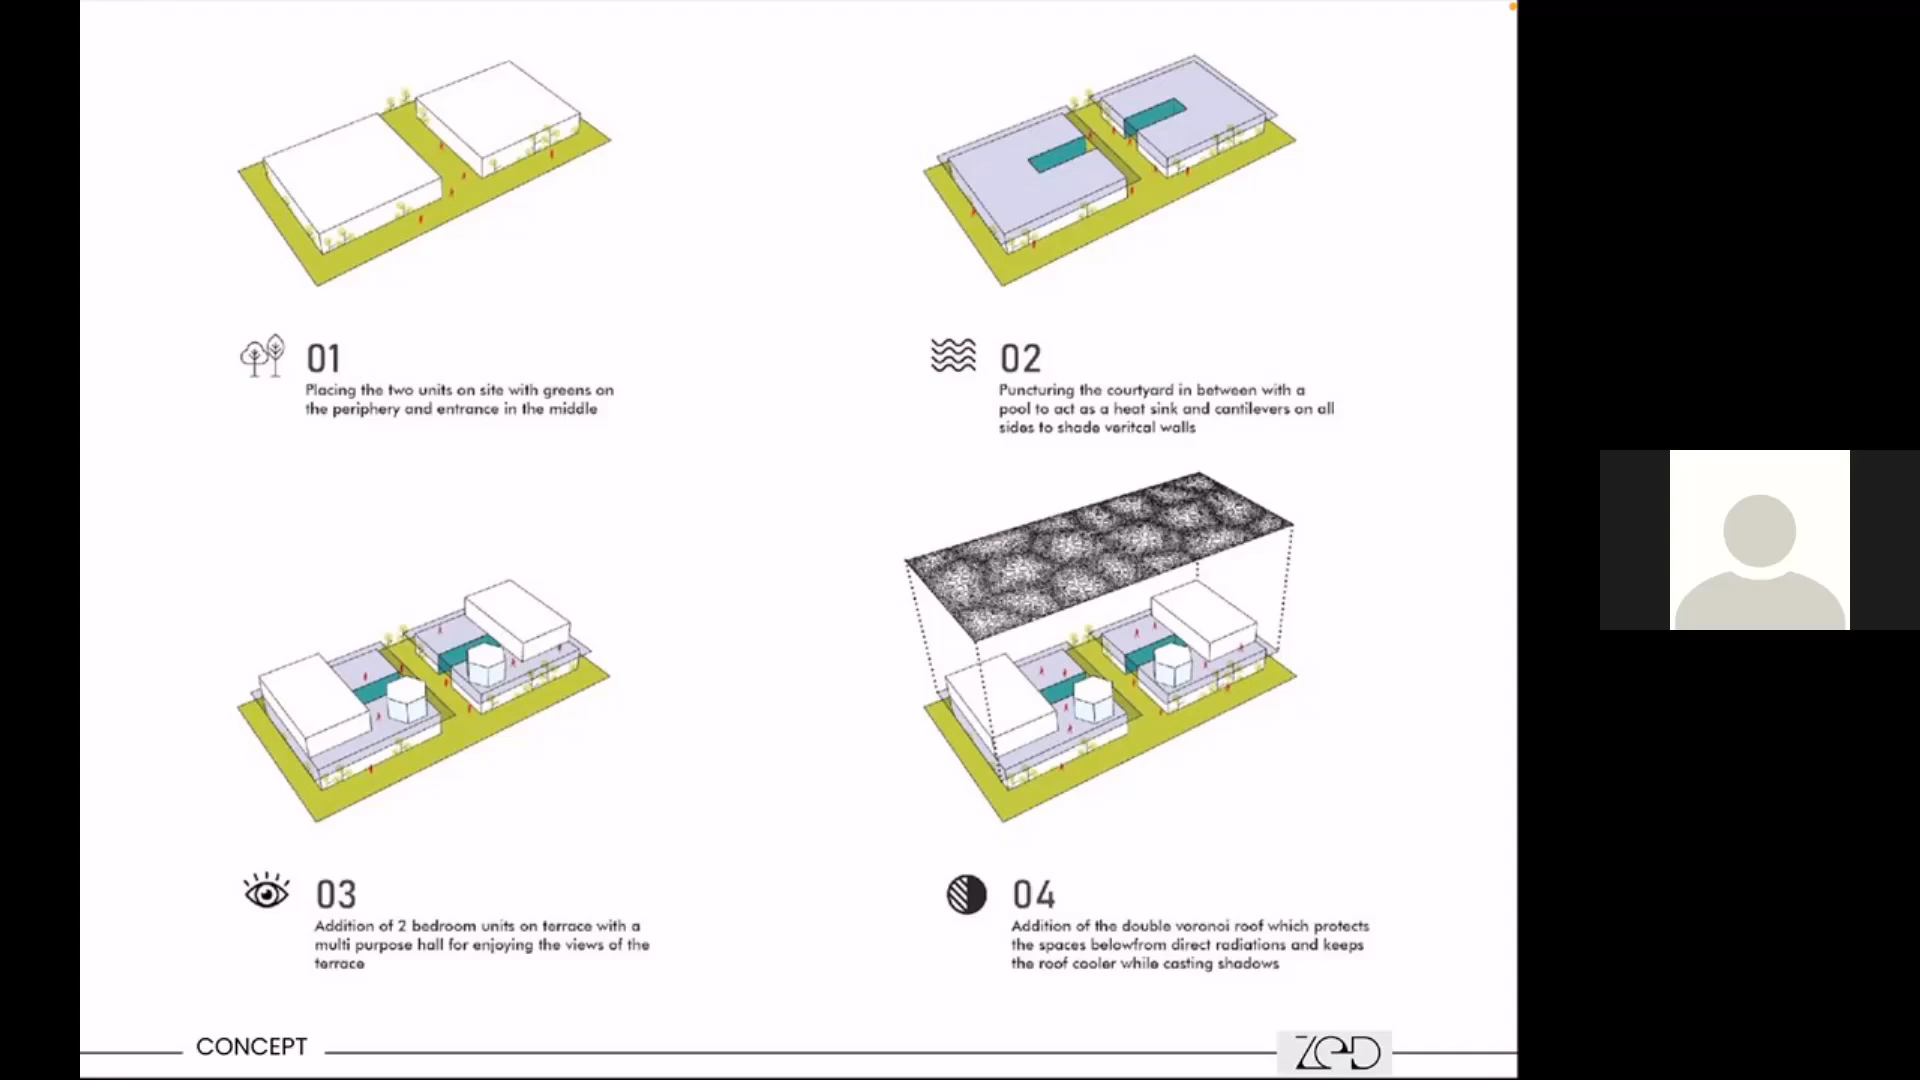 01
Placing the two units on site with greens on
the periphery and entrance in the middle
02
Puncturing the courtyard in between with a
pool to act as a heat sink and cantilevers on all
sides to shade veritcal walls
03
Addition of 2 bedroom units on terrace with a
multi purpose hall for enjoying the views of the
terrace
04
Addition of the double voronoi roof which protects
the spaces belowfrom direct radiations and keeps
the roof cooler while casting shadows
CONCEPT
ZED